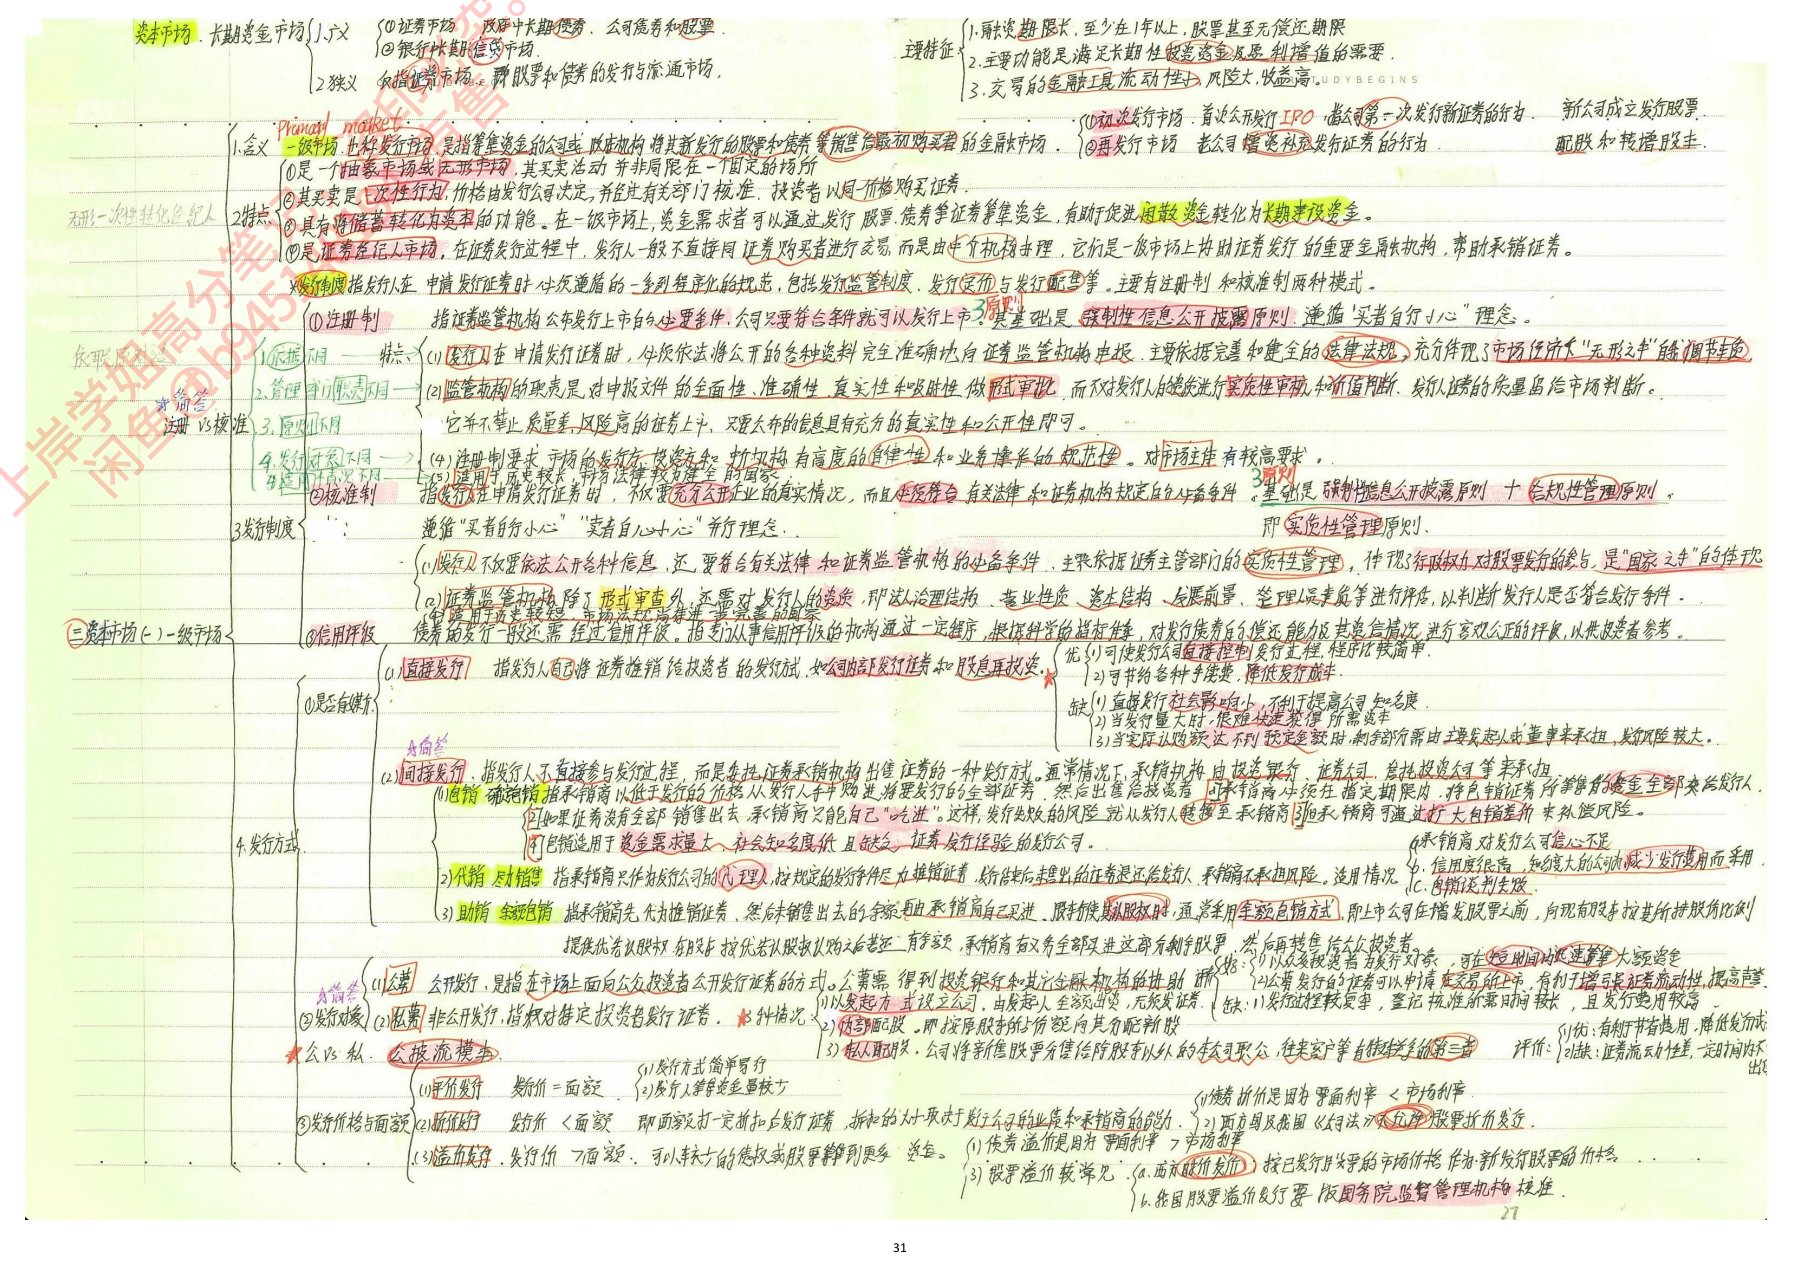 资本市场、长期资金市场
1.广义
①证券市场 政府中长期债券、公司债券和股票
②银行中长期信贷市场.
2狭义 仅指证券市场、即股票和债券的发行与流通市场.
主要特征
1.融资期限长，至少在1年以上，股票甚至无偿还期限
2.主要功能是满足长期性投资资金及盈利增值的需要.
3.交易的金融工具流动性小，风险大，收益高。
STUDYBEGINS
Primary market
1.含义 一级市场 也称发行市场，是指筹集资金的公司或政府机构将其新发行的股票和债券等销售给最初购买者的金融市场.
①初次发行市场：首次公开发行IPO，指公司第一次发行新证券的行为. 新公司成立发行股票.
②再发行市场 老公司增资补充发行证券的行为 配股和转增股本.
无形一次性转化经纪人
2特点
①是一个抽象市场或无形市场，其买卖活动并非局限在一个固定的场所
②其买卖是一次性行为，价格由发行公司决定，并经过有关部门核准，投资者以同一价格购买证券.
③具有将储蓄转化为资本的功能。在一级市场上，资金需求者可以通过发行股票、债券等证券筹集资金，有助于促进闲散资金转化为长期建设资金。
④是证券经纪人市场。在证券发行过程中，发行人一般不直接同证券购买者进行交易，而是由中介机构办理，它们是一级市场上协助证券发行的重要金融机构，帮助承销证券。
*发行制度 指发行人在申请发行证券时必须遵循的一系列程序化的规范，包括发行监管制度、发行定价与发行配售等。主要有注册制和核准制两种模式。
3发行制度
①注册制 指证券监管机构公布发行上市的必要条件，公司只要符合条件就可以发行上市。3原则 其基础是强制性信息公开披露原则，遵循'买者自行小心"理念。
☆简答
注册 vs 核准
1.依据不同
2.管理当局职责不同
3.原则不同
4.发行对象不同
特点：
(1)发行人在申请发行证券时，必须依法将公开的各种资料完全准确地向证券监管机构申报。主要依据完善和健全的法律法规，充分体现了市场经济大"无形之手"的调节本色
(2)监管机构的职责是对申报文件的全面性、准确性、真实性和及时性做形式审批，而不对发行人的资质进行实质性审核和价值判断，发行人证券的质量留给市场判断。
它并不禁止质量差、风险高的证券上市，只要公布的信息具有充分的真实性和公开性即可。
(4)注册制要求市场的发行方、投资方和中介机构有高度的自律性和业务操作的规范性。对市场主体有较高要求。
(5)适用于历史较长，市场法律较为健全的国家
②核准制 指发行人在申请发行证券时，不仅要充分公开企业的真实情况，而且必须符合有关法律和证券机构规定的必备条件。3原则 基础是强制性信息公开披露原则 + 合规性管理原则。
遵循"买者自行小心""卖者自行小心"并行理念.
即实质性管理原则.
(1)发行人不仅要依法公开各种信息，还要符合有关法律和证券监管机构的必备条件，主要依据证券主管部门的实质性管理，体现了行政权力对股票发行的参与，是"国家之手"的体现
(2)证券监管机构除了形式审查外，还需对发行人的资质，即法人治理结构、营业性质、资本结构、发展前景、管理人员素质等进行评估，以判断发行人是否符合发行条件。
③信用评级 债券的发行一般还需经过信用评级。指专门从事信用评级的机构通过一定程序，根据科学的指标体系，对发行债券的偿还能力及其资信情况进行客观公正的评级，以供投资者参考。
三资本市场(一)一级市场
4.发行方式
①是否有媒介
(1)直接发行 指发行人自己将证券推销给投资者的发行方式，如公司内部发行证券和股息再投资。
优
1)可使发行公司直接控制发行过程，程序比较简单.
2)可节约各种手续费，降低发行成本.
缺
1)直接发行社会影响小，不利于提高公司知名度
2)当发行量大时，很难快速获得所需资本
3)当实际认购额达不到预定金额时，剩余部分需由主要发起人或董事来承担，发行风险较大。
☆简答
(2)间接发行、指发行人不直接参与发行过程，而是委托证券承销机构出售证券的一种发行方式。通常情况下，承销机构由投资银行、证券公司、信托投资公司等来承担
1)包销 确定包销 指承销商以低于发行的价格从发行人手中购进将要发行的全部证券，然后出售给投资者 ①承销商必须在指定期限内，将包销证券所筹集的资金全部交给发行人.
②如果证券没有全部销售出去，承销商只能自己"吃进"。这样，发行失败的风险就从发行人转移至承销商 ③但承销商可通过扩大包销差价来补偿风险。
④包销适用于资金需求量大、社会知名度低且缺乏证券发行经验的发行公司。
2)代销 尽力销售 指承销商只作为发行公司的代理人，按规定的发行条件尽力推销证券，发行结束后未售出的证券退还给发行人，承销商不承担风险。适用情况
a.承销商对发行公司信心不足
b.信用度很高、知名度大的公司为减少发行费用而采用.
C.包销谈判失败.
3)助销 余额包销 指承销商先代为推销证券，然后未销售出去的余额再由承销商自己买进。股东行使其认股权时，通常采用余额包销方式，即上市公司在增发股票之前，向现有股东按其所持股份比例
提供优先认股权，在股东按优先认股权认购之后若还有余额，承销商有义务全部买进这部分剩余股票，然后再转售给公众投资者.
☆简答
②发行对象
(1)公募 公开发行，是指在市场上面向公众投资者公开发行证券的方式。公募需得到投资银行和其它金融机构的协助
优：1)以众多投资者为发行对象，可在短时间内迅速筹集大额资金
2)公募发行的证券可以申请在交易所上市，有利于增强证券流动性，提高声誉
缺：1)发行过程较复杂，登记核准所需时间较长，且发行费用较高
(2)私募 非公开发行，指针对特定投资者发行证券. ★3种情况：
1)以发起方式设立公司，由发起人全额出资，无须发证券.
2)内部配股、即按原股东所占份额向其分配新股
3)私人配股、公司将新售股票分售给除股东以外的本公司职工、往来客户等有特殊关系的第三者
评价：
1)优：有利于节省费用，降低发行成
2)缺：证券流动性差，一定时间内不
★公vs私. 公披流模率
③发行价格与面额
(1)平价发行 发行价 = 面额
1)发行方式简单易行
2)发行人筹集资金量较少
(2)折价发行 发行价 < 面额 即面额打一定折扣后发行证券，折扣的大小取决于发行公司的业绩和承销商的能力.
1)债券折价是因为票面利率 < 市场利率
2)西方国及我国《公司法》不允许股票折价发行.
(3)溢价发行、发行价 > 面额. 可以较少的债权或股票筹到更多资金.
1)债券溢价是因为票面利率 > 市场利率
3)股票溢价较常见
a.西方时价发价：按已发行股票的市场价格作为新发行股票的价格
b.我国股票溢价发行要报国务院监督管理机构核准.
27
上岸学姐高分笔记
31